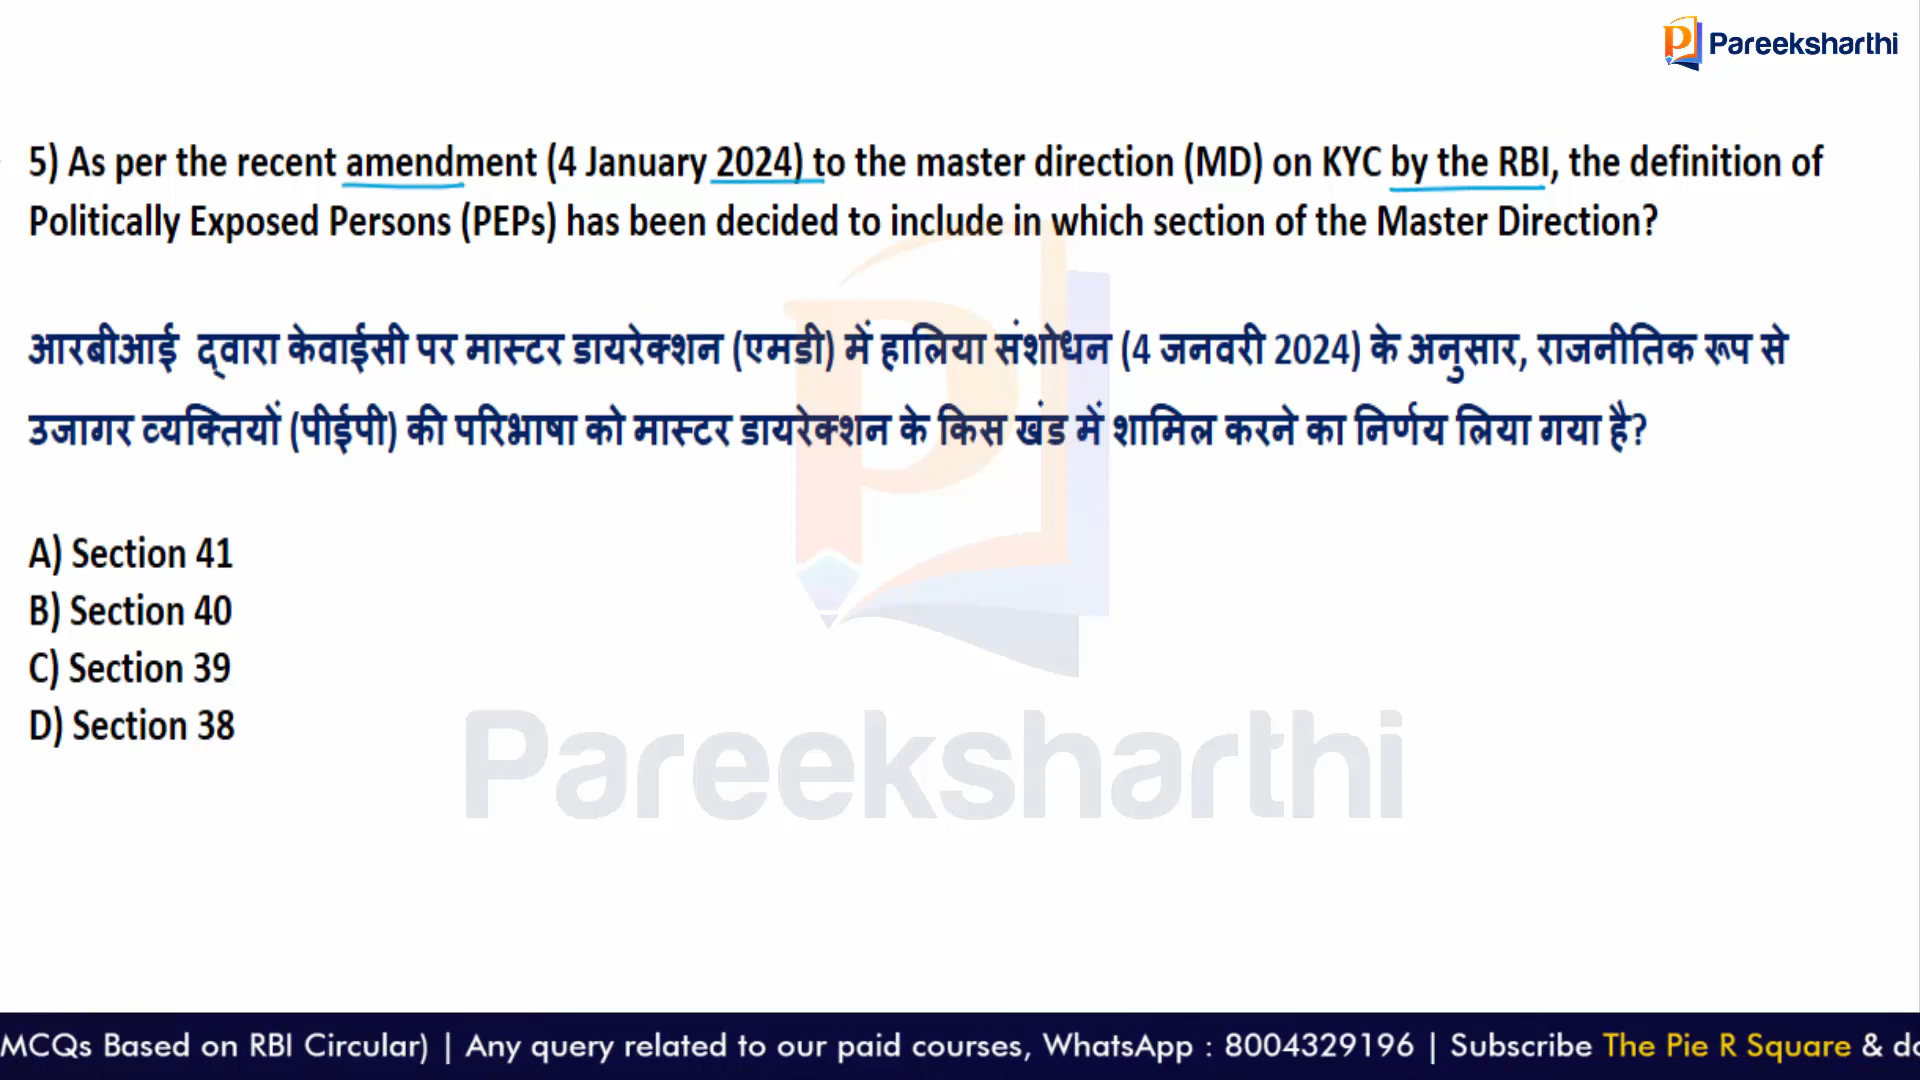 Pareeksharthi
5) As per the recent amendment (4 January 2024) to the master direction (MD) on KYC by the RBI, the definition of
Politically Exposed Persons (PEPs) has been decided to include in which section of the Master Direction?
आरबीआई द्वारा केवाईसी पर मास्टर डायरेक्शन (एमडी) में हालिया संशोधन (4 जनवरी 2024) के अनुसार, राजनीतिक रूप से
उजागर व्यक्तियों (पीईपी) की परिभाषा को मास्टर डायरेक्शन के किस खंड में शामिल करने का निर्णय लिया गया है?
A) Section 41
B) Section 40
C) Section 39
D) Section 38
Pareeksharthi
MCQs Based on RBI Circular) | Any query related to our paid courses, WhatsApp : 8004329196 | Subscribe The Pie R Square & do